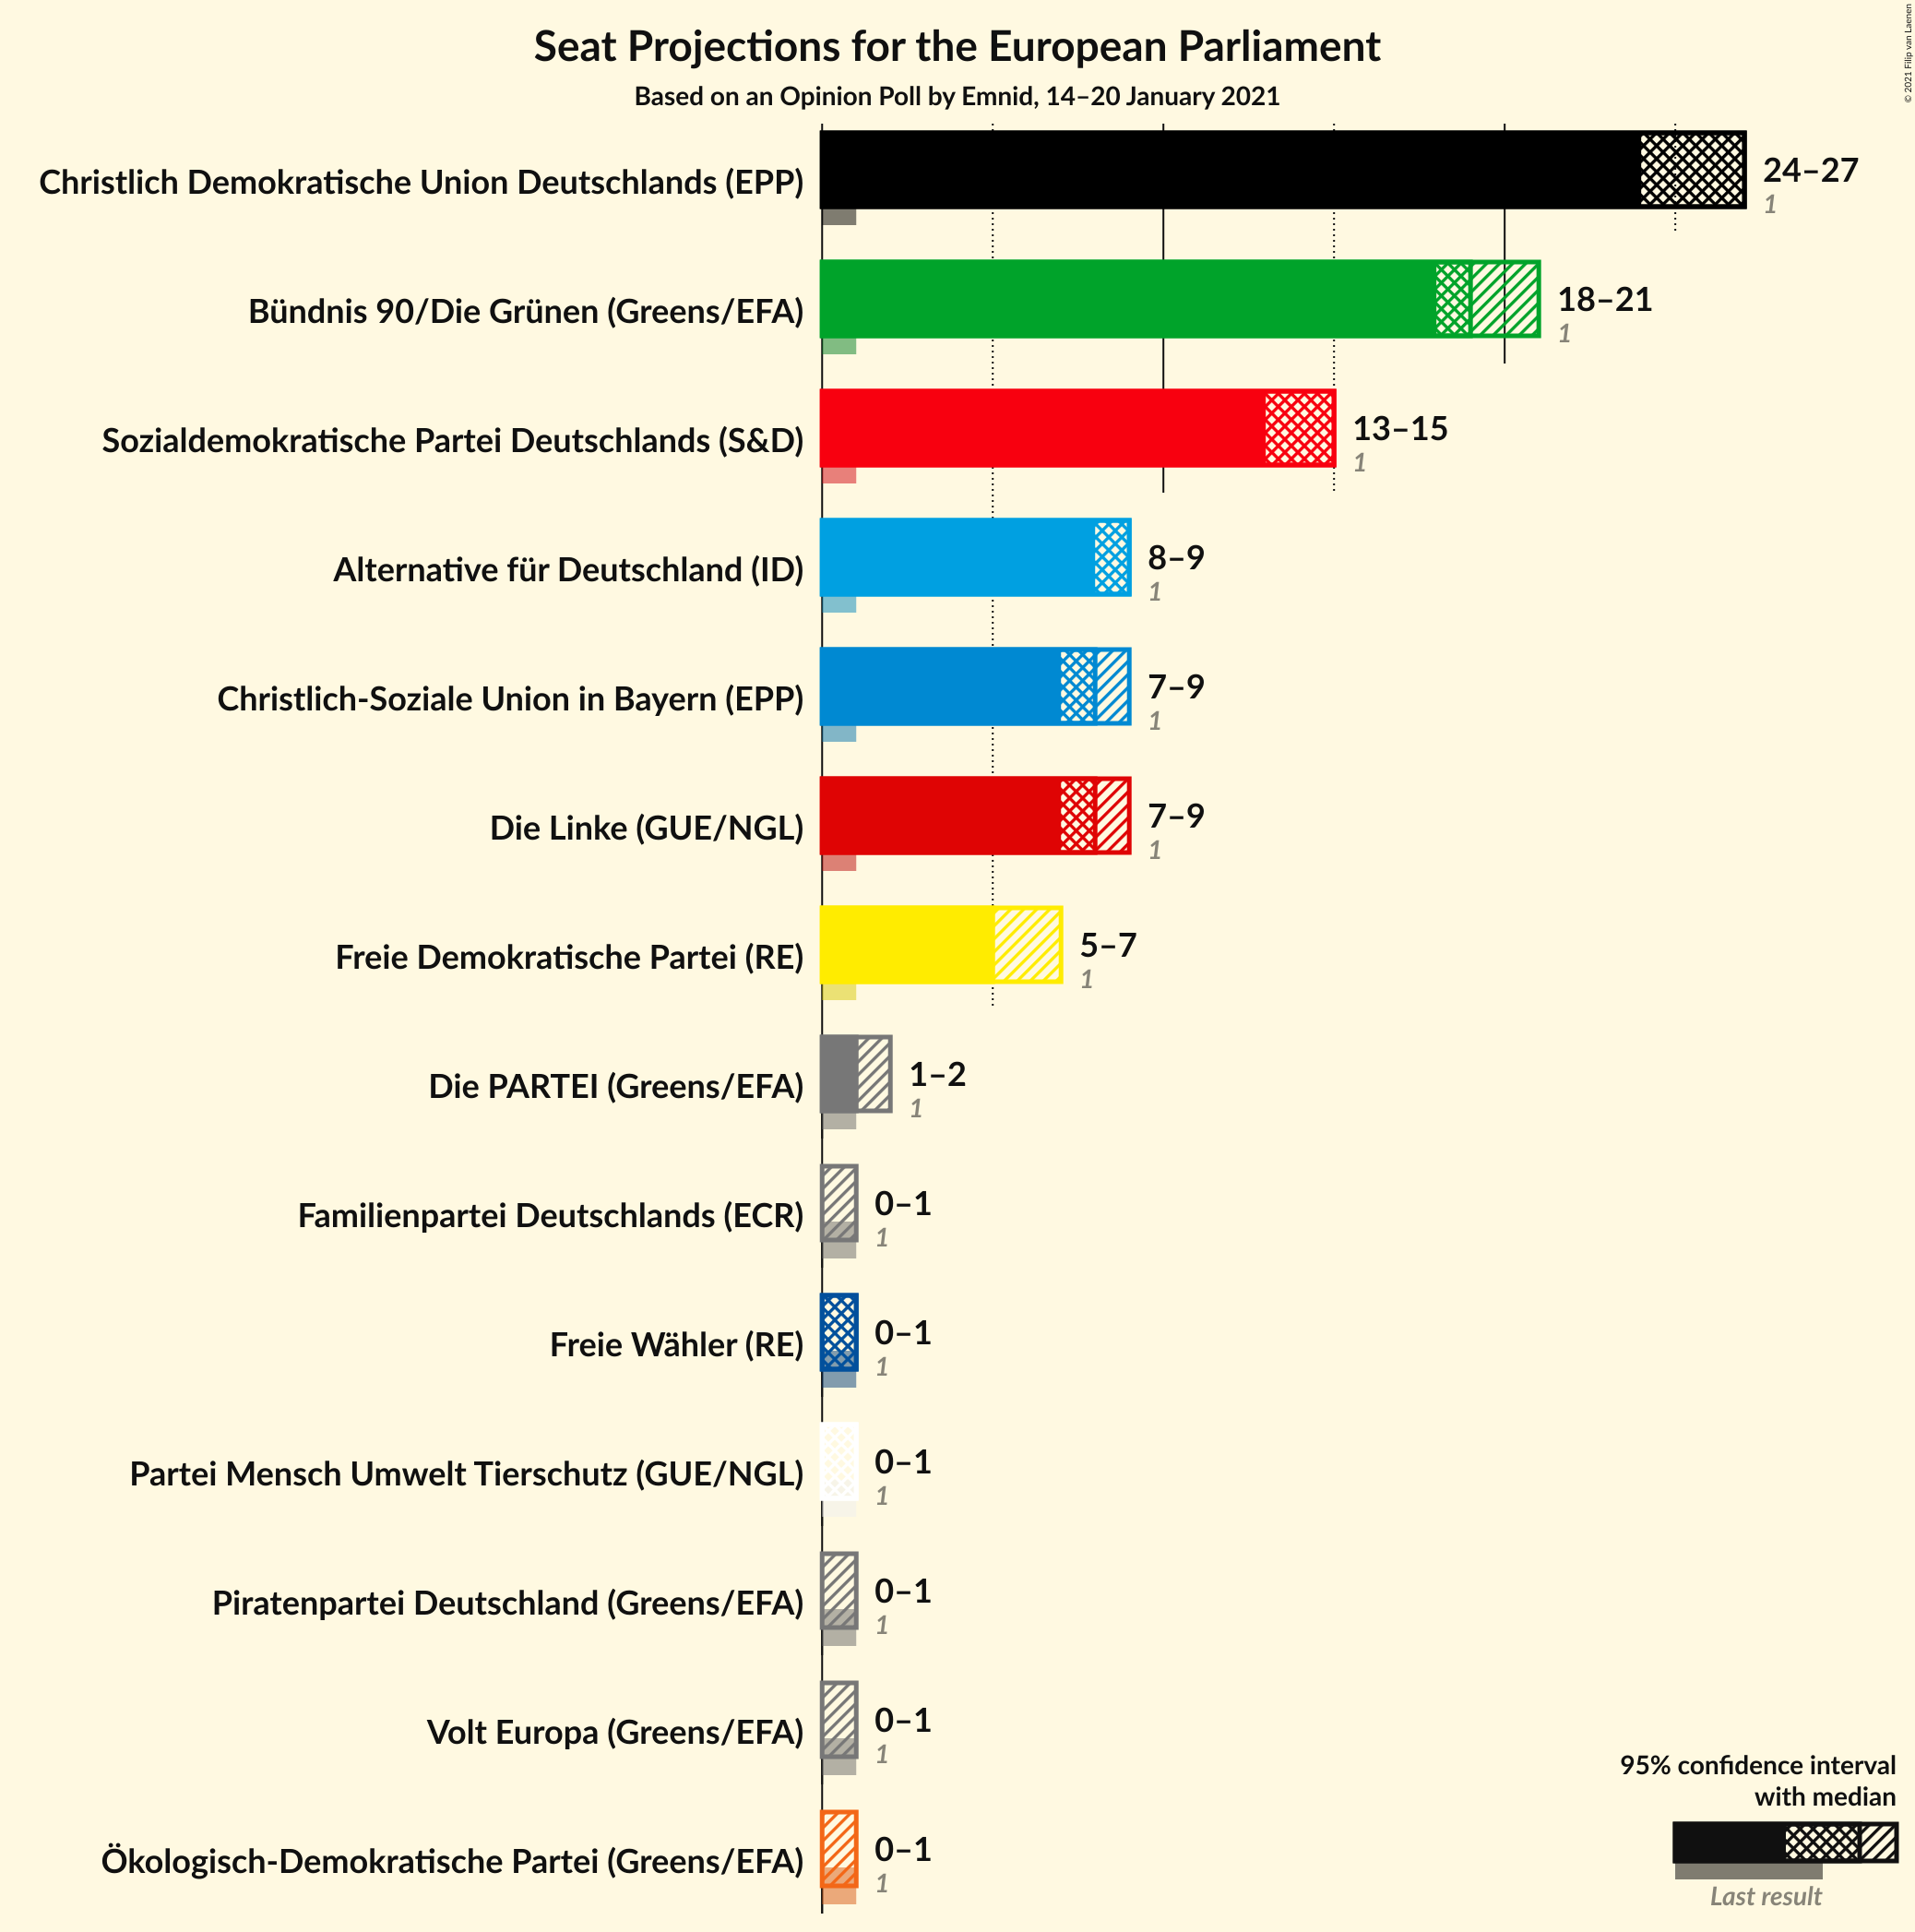 Seat Projections for the European Parliament
Based on an Opinion Poll by Emnid, 14–20 January 2021
© 2021 Filip van Laenen
Christlich Demokratische Union Deutschlands (EPP)
24–27
1
Bündnis 90/Die Grünen (Greens/EFA)
18–21
1
Sozialdemokratische Partei Deutschlands (S&D)
13–15
1
Alternative für Deutschland (ID)
8–9
1
Christlich-Soziale Union in Bayern (EPP)
7–9
1
Die Linke (GUE/NGL)
7–9
1
Freie Demokratische Partei (RE)
5–7
1
Die PARTEI (Greens/EFA)
1–2
1
Familienpartei Deutschlands (ECR)
0–1
1
Freie Wähler (RE)
0–1
1
Partei Mensch Umwelt Tierschutz (GUE/NGL)
0–1
1
Piratenpartei Deutschland (Greens/EFA)
0–1
1
Volt Europa (Greens/EFA)
0–1
1
Ökologisch-Demokratische Partei (Greens/EFA)
0–1
1
95% confidence interval
with median
Last result